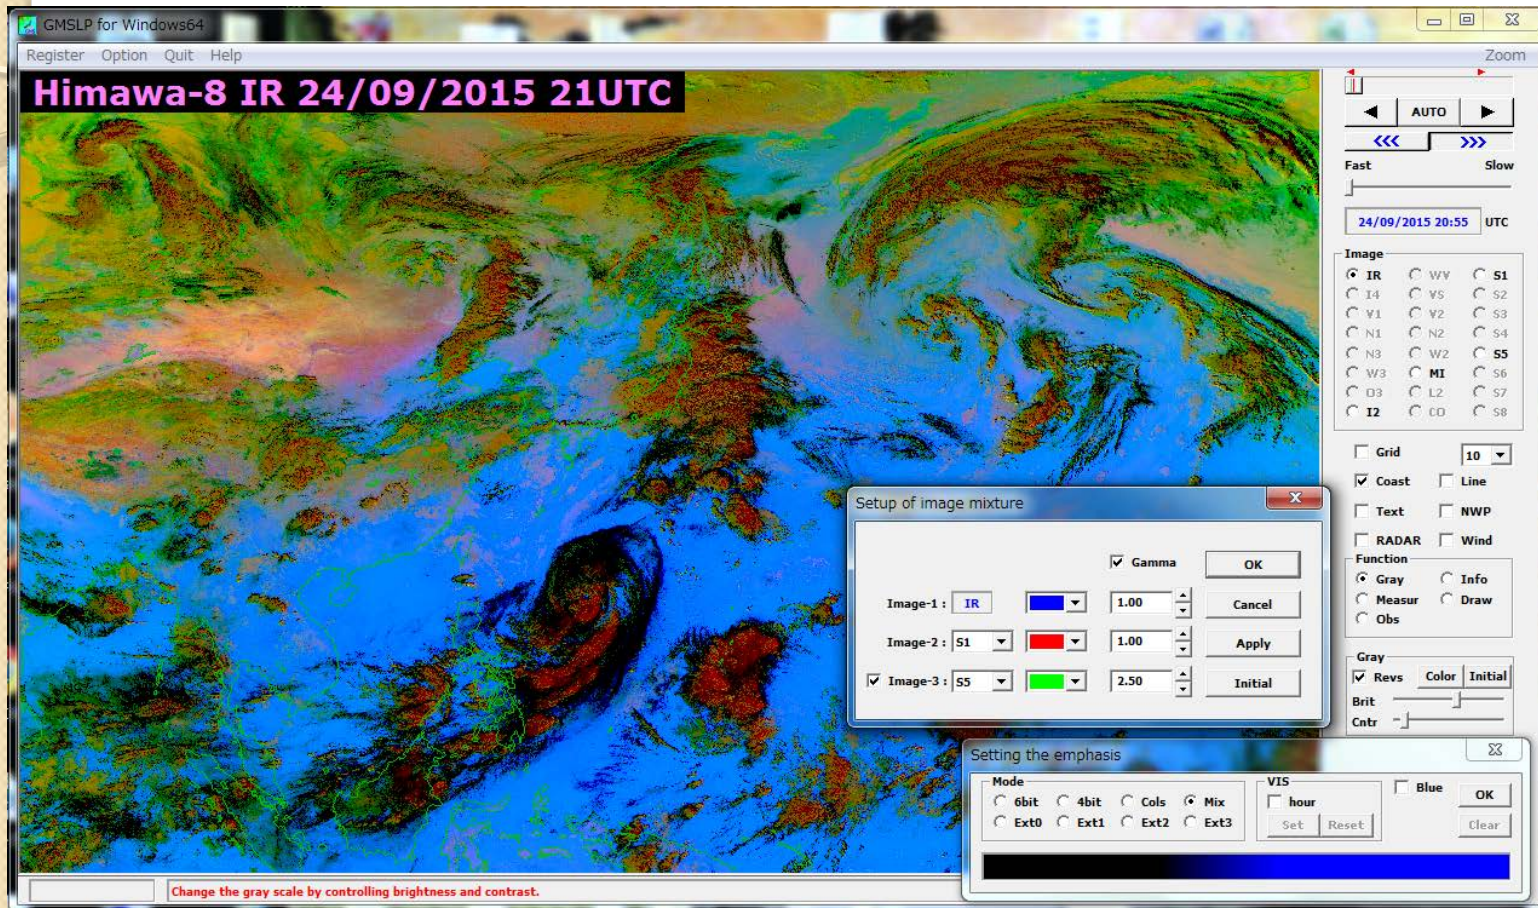 GMSLP for Windows64
Register Option Quit Help Zoom
Himawa-8 IR 24/09/2015 21UTC
AUTO
<<< >>>
Fast Slow
24/09/2015 20:55 UTC
Image
IR WV S1
I4 VS S2
V1 V2 S3
N1 N2 S4
N3 W2 S5
W3 MI S6
O3 L2 S7
I2 CO S8
Grid 10
Coast Line
Text NWP
RADAR Wind
Function
Gray Info
Measur Draw
Obs
Gray
Revs Color Initial
Brit
Cntr
Setup of image mixture
Gamma OK
Image-1 : IR 1.00 Cancel
Image-2 : S1 1.00 Apply
Image-3 : S5 2.50 Initial
Setting the emphasis
Mode VIS Blue OK
6bit 4bit Cols Mix hour
Ext0 Ext1 Ext2 Ext3 Set Reset Clear
Change the gray scale by controlling brightness and contrast.